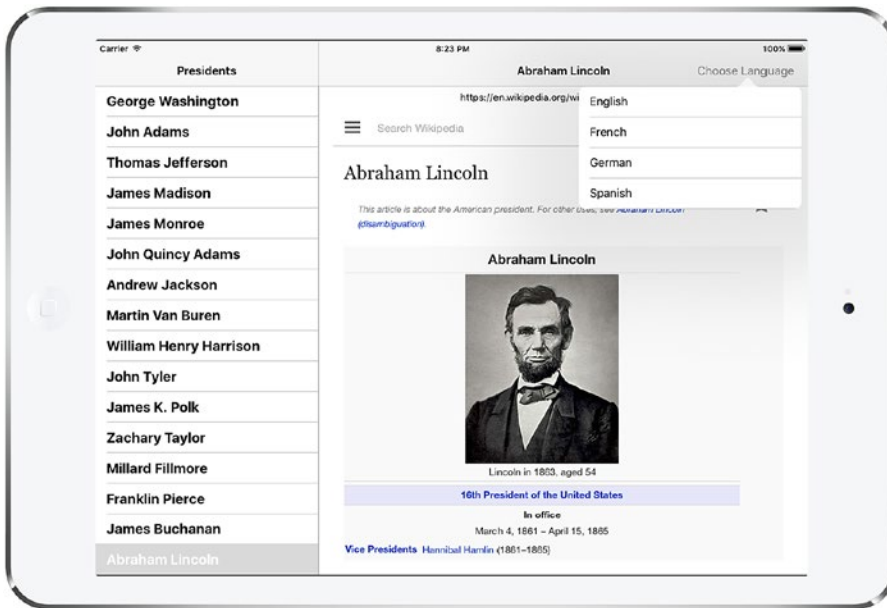 Carrier 8:23 PM 100%
Presidents
Abraham Lincoln
Choose Language
George Washington
John Adams
Thomas Jefferson
James Madison
James Monroe
John Quincy Adams
Andrew Jackson
Martin Van Buren
William Henry Harrison
John Tyler
James K. Polk
Zachary Taylor
Millard Fillmore
Franklin Pierce
James Buchanan
Abraham Lincoln
https://en.wikipedia.org/wi
Search Wikipedia
English
French
German
Spanish
Abraham Lincoln
This article is about the American president. For other uses, see Abraham Lincoln
(disambiguation).
Abraham Lincoln
Lincoln in 1863, aged 54
16th President of the United States
In office
March 4, 1861 – April 15, 1865
Vice Presidents Hannibal Hamlin (1861–1865)